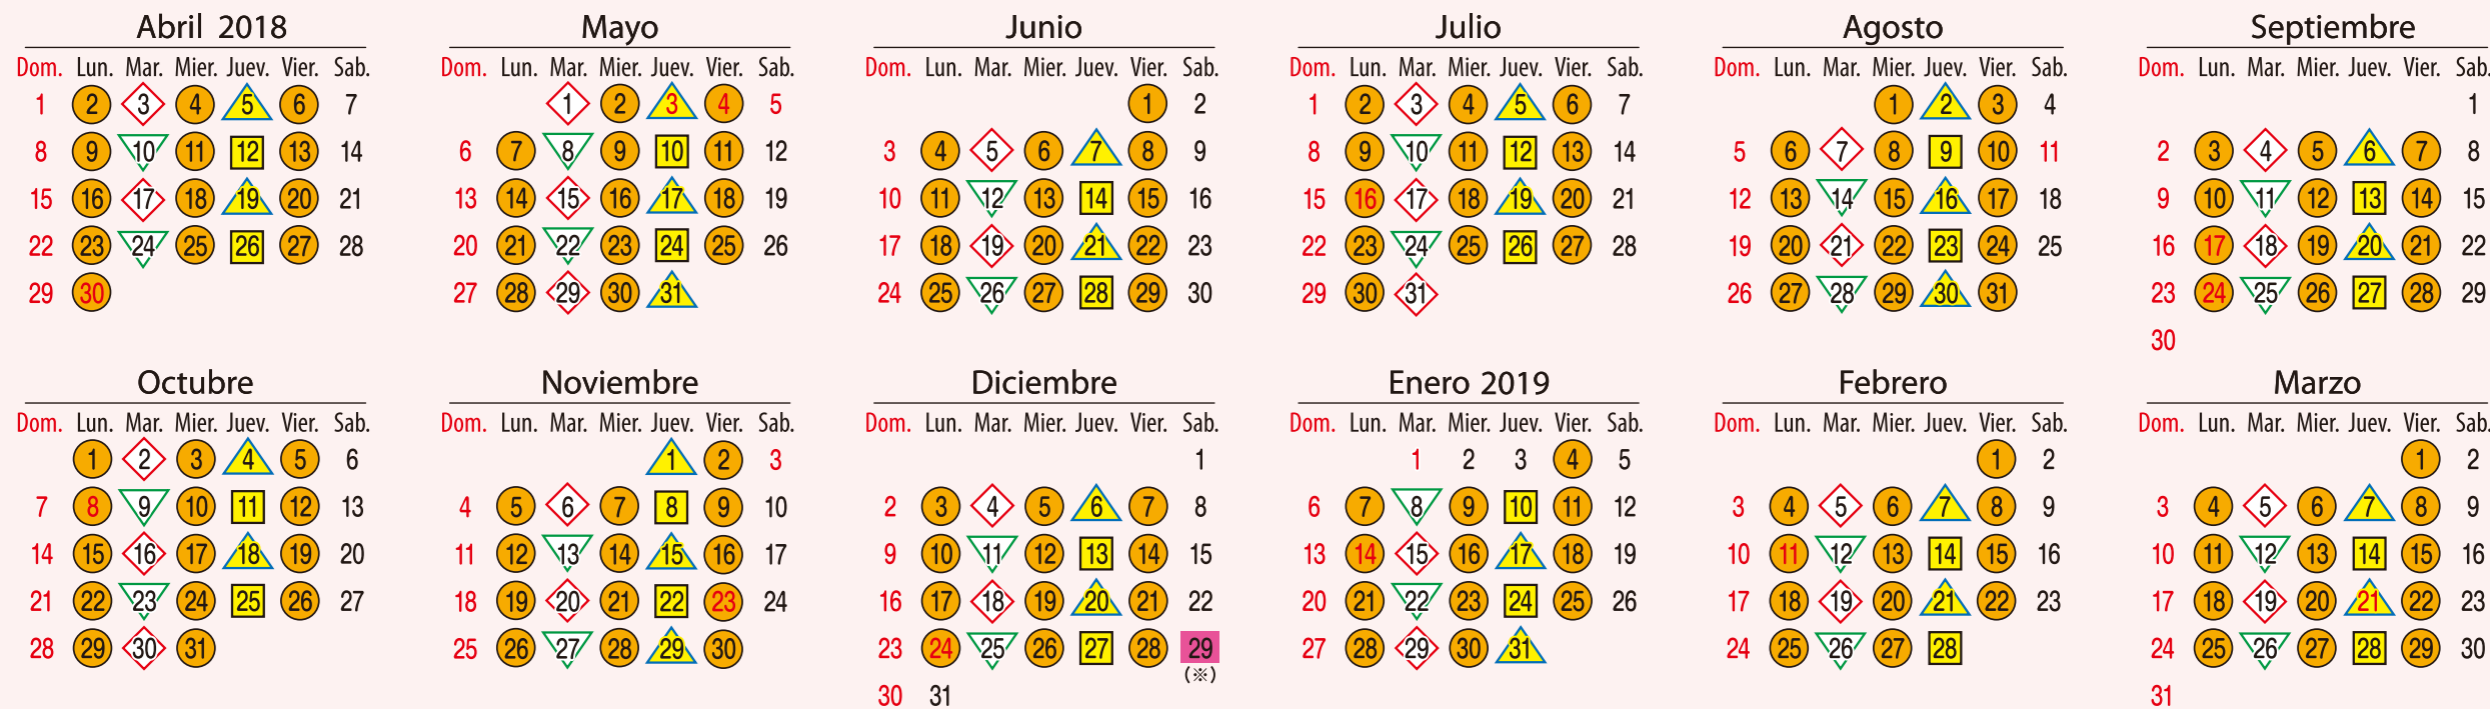 Abril 2018
Dom. Lun. Mar. Mier. Juev. Vier. Sab.
1 2 3 4 5 6 7
8 9 10 11 12 13 14
15 16 17 18 19 20 21
22 23 24 25 26 27 28
29 30
Mayo
Dom. Lun. Mar. Mier. Juev. Vier. Sab.
1 2 3 4 5
6 7 8 9 10 11 12
13 14 15 16 17 18 19
20 21 22 23 24 25 26
27 28 29 30 31
Junio
Dom. Lun. Mar. Mier. Juev. Vier. Sab.
1 2
3 4 5 6 7 8 9
10 11 12 13 14 15 16
17 18 19 20 21 22 23
24 25 26 27 28 29 30
Julio
Dom. Lun. Mar. Mier. Juev. Vier. Sab.
1 2 3 4 5 6 7
8 9 10 11 12 13 14
15 16 17 18 19 20 21
22 23 24 25 26 27 28
29 30 31
Agosto
Dom. Lun. Mar. Mier. Juev. Vier. Sab.
1 2 3 4
5 6 7 8 9 10 11
12 13 14 15 16 17 18
19 20 21 22 23 24 25
26 27 28 29 30 31
Septiembre
Dom. Lun. Mar. Mier. Juev. Vier. Sab.
1
2 3 4 5 6 7 8
9 10 11 12 13 14 15
16 17 18 19 20 21 22
23 24 25 26 27 28 29
30
Octubre
Dom. Lun. Mar. Mier. Juev. Vier. Sab.
1 2 3 4 5 6
7 8 9 10 11 12 13
14 15 16 17 18 19 20
21 22 23 24 25 26 27
28 29 30 31
Noviembre
Dom. Lun. Mar. Mier. Juev. Vier. Sab.
1 2 3
4 5 6 7 8 9 10
11 12 13 14 15 16 17
18 19 20 21 22 23 24
25 26 27 28 29 30
Diciembre
Dom. Lun. Mar. Mier. Juev. Vier. Sab.
1
2 3 4 5 6 7 8
9 10 11 12 13 14 15
16 17 18 19 20 21 22
23 24 25 26 27 28 29
(※)
30 31
Enero 2019
Dom. Lun. Mar. Mier. Juev. Vier. Sab.
1 2 3 4 5
6 7 8 9 10 11 12
13 14 15 16 17 18 19
20 21 22 23 24 25 26
27 28 29 30 31
Febrero
Dom. Lun. Mar. Mier. Juev. Vier. Sab.
1 2
3 4 5 6 7 8 9
10 11 12 13 14 15 16
17 18 19 20 21 22 23
24 25 26 27 28
Marzo
Dom. Lun. Mar. Mier. Juev. Vier. Sab.
1 2
3 4 5 6 7 8 9
10 11 12 13 14 15 16
17 18 19 20 21 22 23
24 25 26 27 28 29 30
31